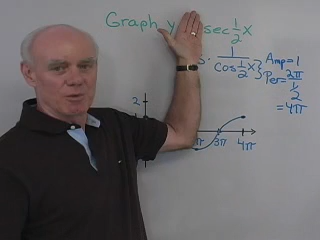 Graph y sec 1/2 x
· 1/cos 1/2 x } Amp = 1
Per = 2π/(1/2)
= 4π
2
3π 4π